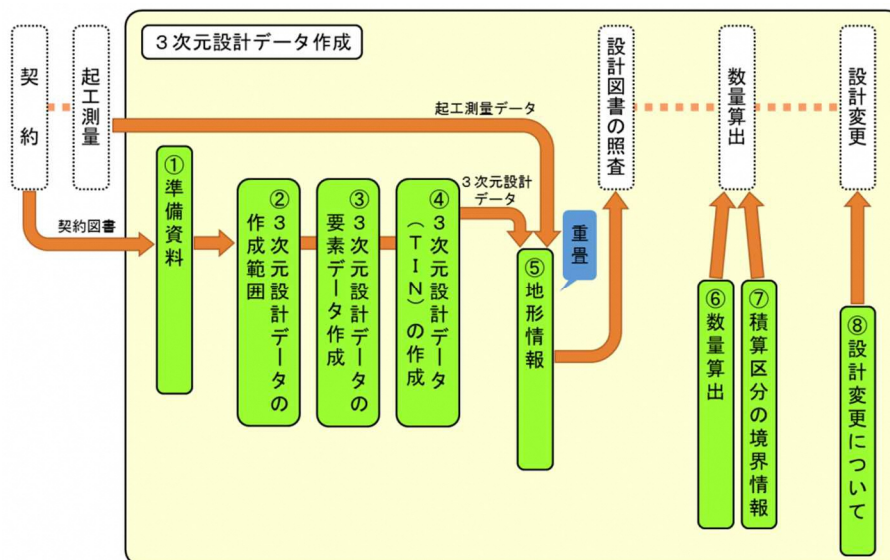 ３次元設計データ作成
契約
起工測量
設計図書の照査
数量算出
設計変更
起工測量データ
契約図書
３次元設計
データ
重畳
①準備資料
②３次元設計データの
作成範囲
③３次元設計データの
要素データ作成
④３次元設計データ
（TIN）の作成
⑤地形情報
⑥数量算出
⑦積算区分の境界情報
⑧設計変更について